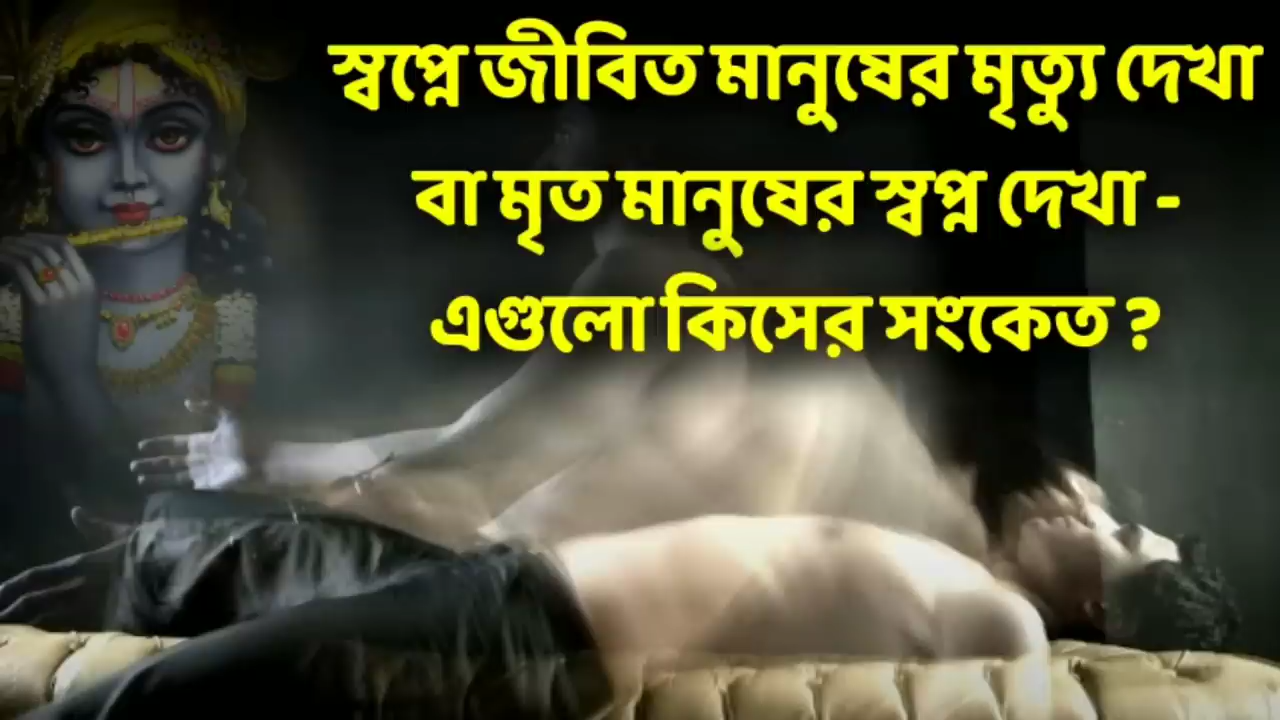 স্বপ্নে জীবিত মানুষের মৃত্যু দেখা
বা মৃত মানুষের স্বপ্ন দেখা -
এগুলো কিসের সংকেত ?